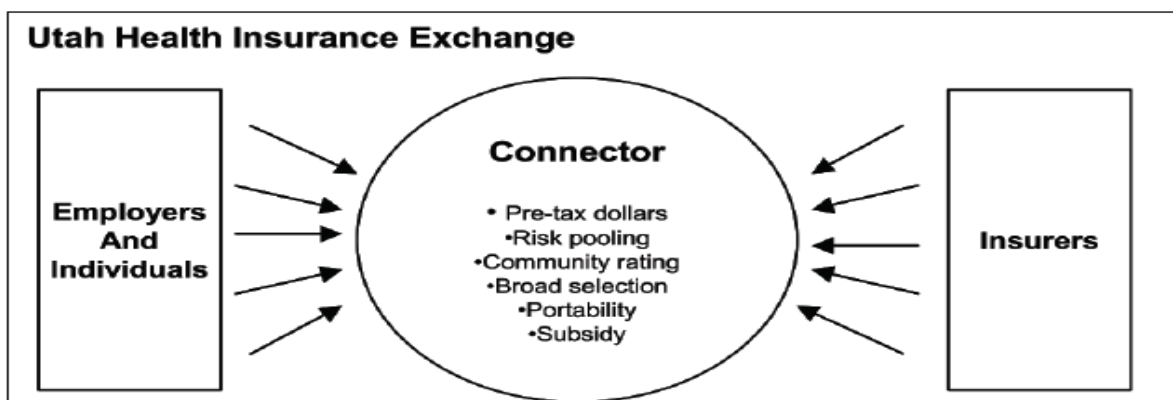 Utah Health Insurance Exchange
Employers
And
Individuals
Connector
• Pre-tax dollars
•Risk pooling
•Community rating
•Broad selection
•Portability
•Subsidy
Insurers